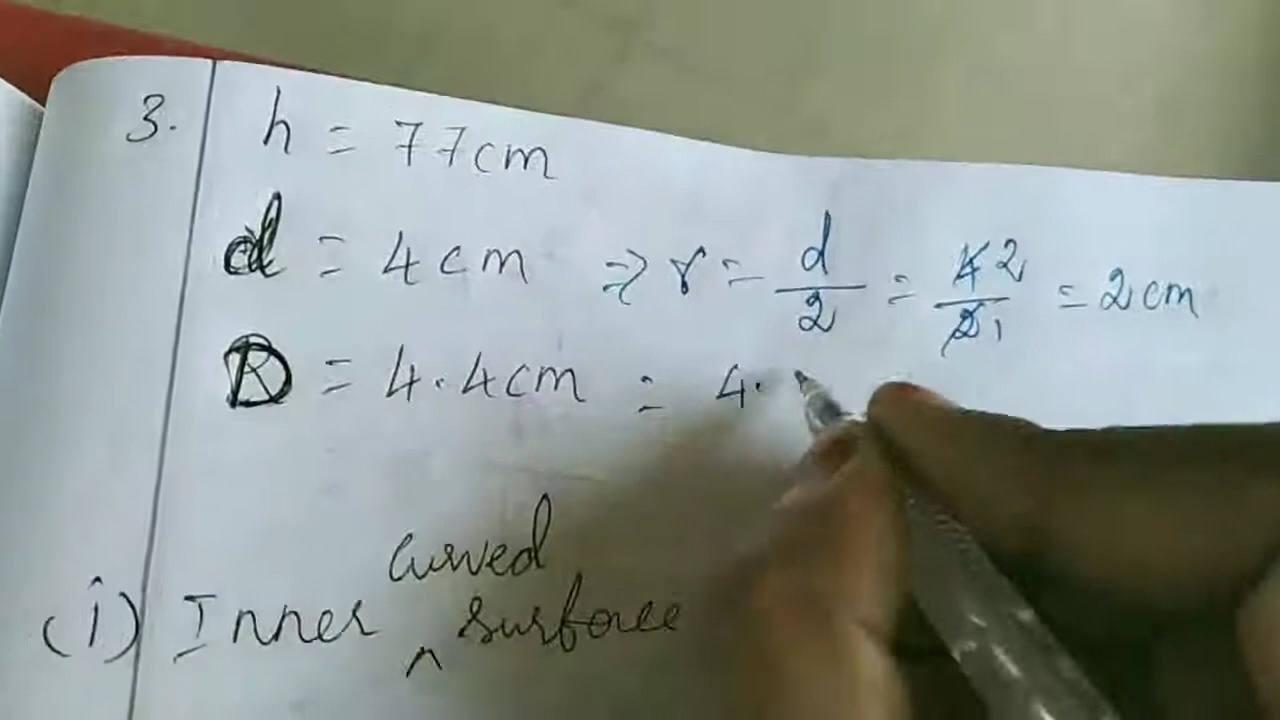 3. h = 77cm
d = 4cm ⇒ r = d/2 = 4 2/2 1 = 2cm
D = 4.4cm = 4.
curved
(i) Inner ^ surface